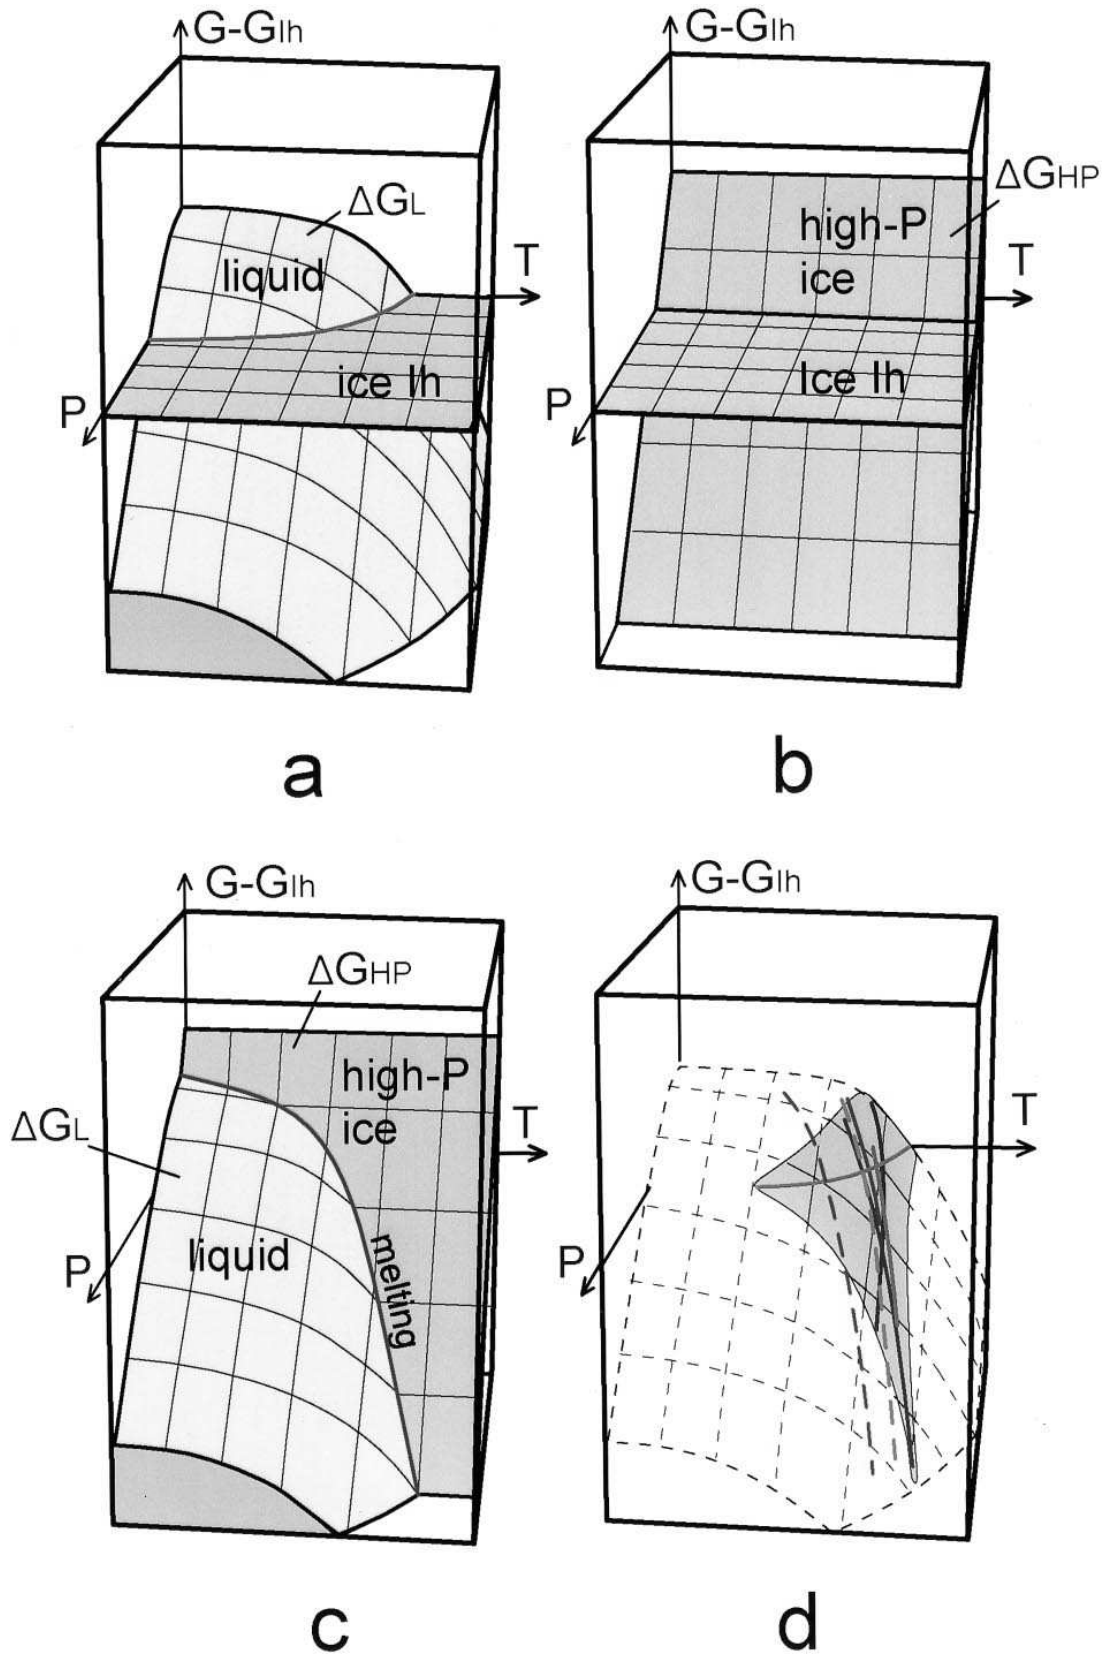 G-GIh
ΔGL
liquid
T
ice Ih
P
a
G-GIh
ΔGHP
high-P
ice
T
Ice Ih
P
b
G-GIh
ΔGHP
high-P
ice
ΔGL
T
liquid
melting
P
c
G-GIh
T
P
d